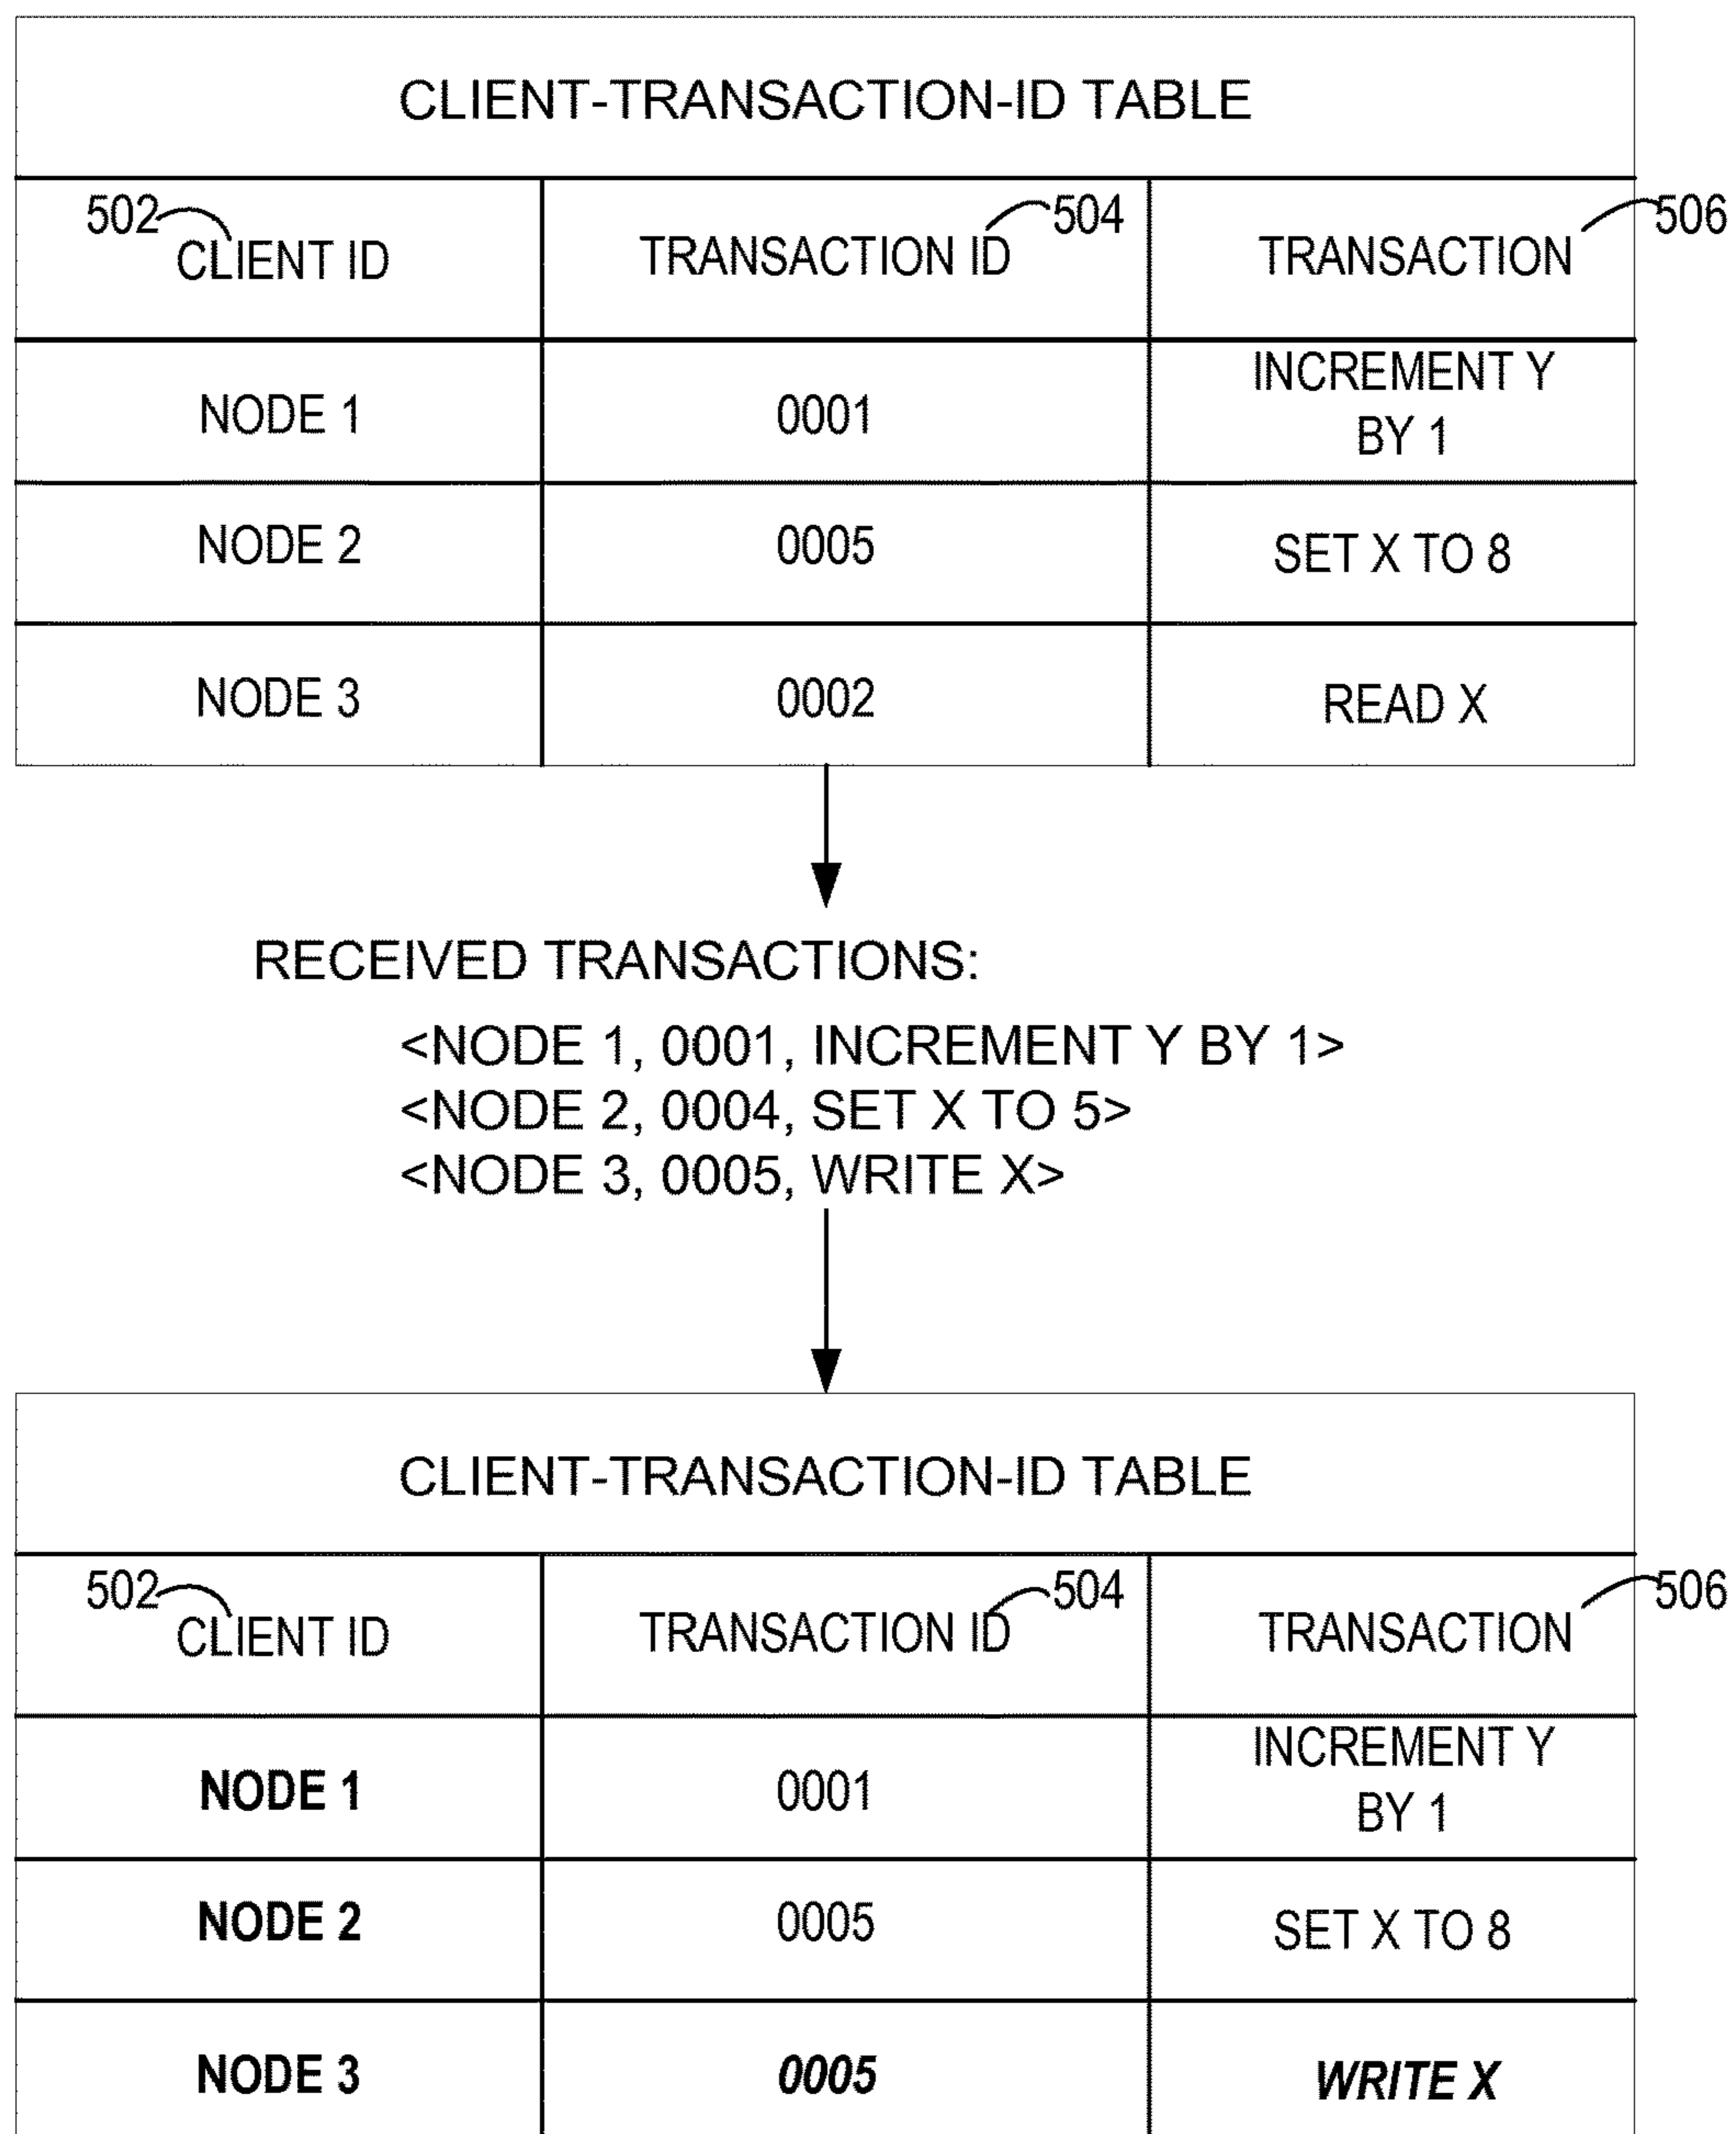 CLIENT-TRANSACTION-ID TABLE
502 504 506
CLIENT ID TRANSACTION ID TRANSACTION
NODE 1 0001 INCREMENT Y
BY 1
NODE 2 0005 SET X TO 8
NODE 3 0002 READ X
RECEIVED TRANSACTIONS:
<NODE 1, 0001, INCREMENT Y BY 1>
<NODE 2, 0004, SET X TO 5>
<NODE 3, 0005, WRITE X>
CLIENT-TRANSACTION-ID TABLE
502 504 506
CLIENT ID TRANSACTION ID TRANSACTION
NODE 1 0001 INCREMENT Y
BY 1
NODE 2 0005 SET X TO 8
NODE 3 0005 WRITE X